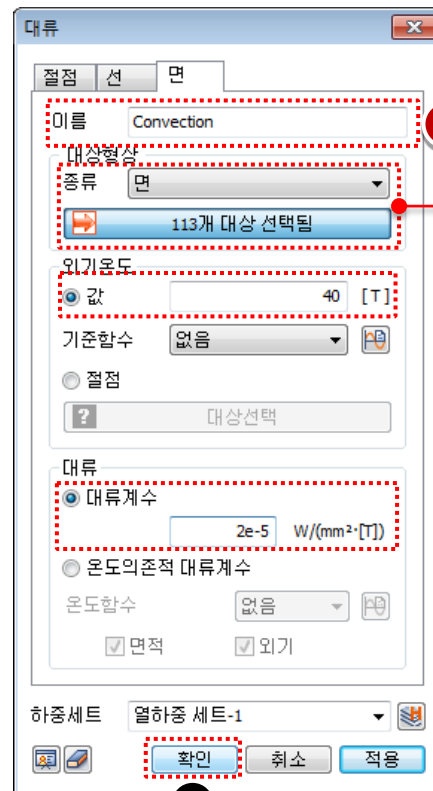 대류
절점 선 면
이름 Convection
대상형상
종류 면
113개 대상 선택됨
외기온도
값 40 [T]
기준함수 없음
절점
? 대상선택
대류
대류계수
2e-5 W/(mm²·[T])
온도의존적 대류계수
온도함수 없음
면적 외기
하중세트 열하중 세트-1
확인 취소 적용